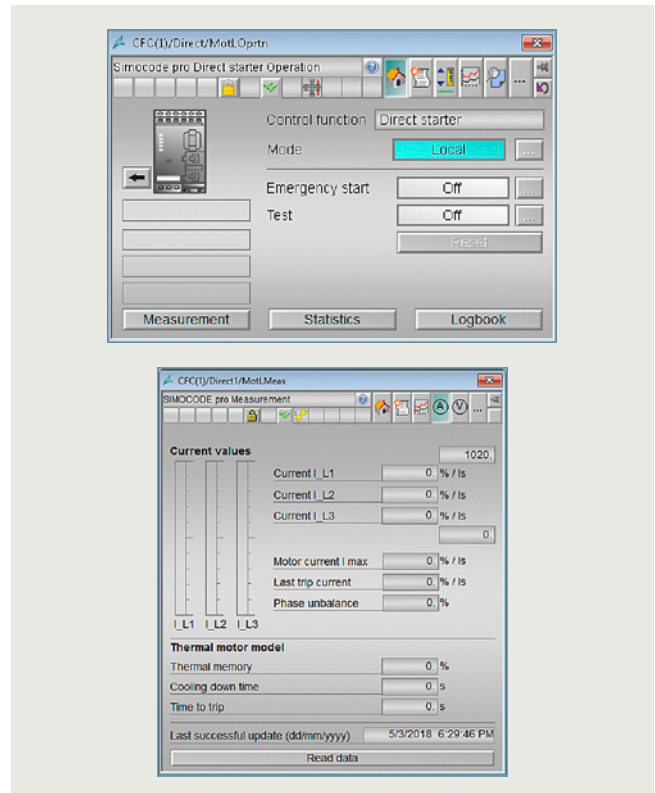 CFC(1)/Direct/MotLOprtn
Simocode pro Direct starter Operation
...
Control function Direct starter
Mode Local ...
Emergency start Off ...
Test Off ...
Reset
Measurement Statistics Logbook
CFC(1)/Direct1/MotLMeas
SIMOCODE pro Measurement
A V ...
Current values 1020.
Current I_L1 0. % / Is
Current I_L2 0. % / Is
Current I_L3 0. % / Is
0.
Motor current I max 0. % / Is
Last trip current 0. % / Is
Phase unbalance 0. %
I_L1 I_L2 I_L3
Thermal motor model
Thermal memory 0. %
Cooling down time 0. s
Time to trip 0. s
Last successful update (dd/mm/yyyy) 5/3/2018 6:29:46 PM
Read data